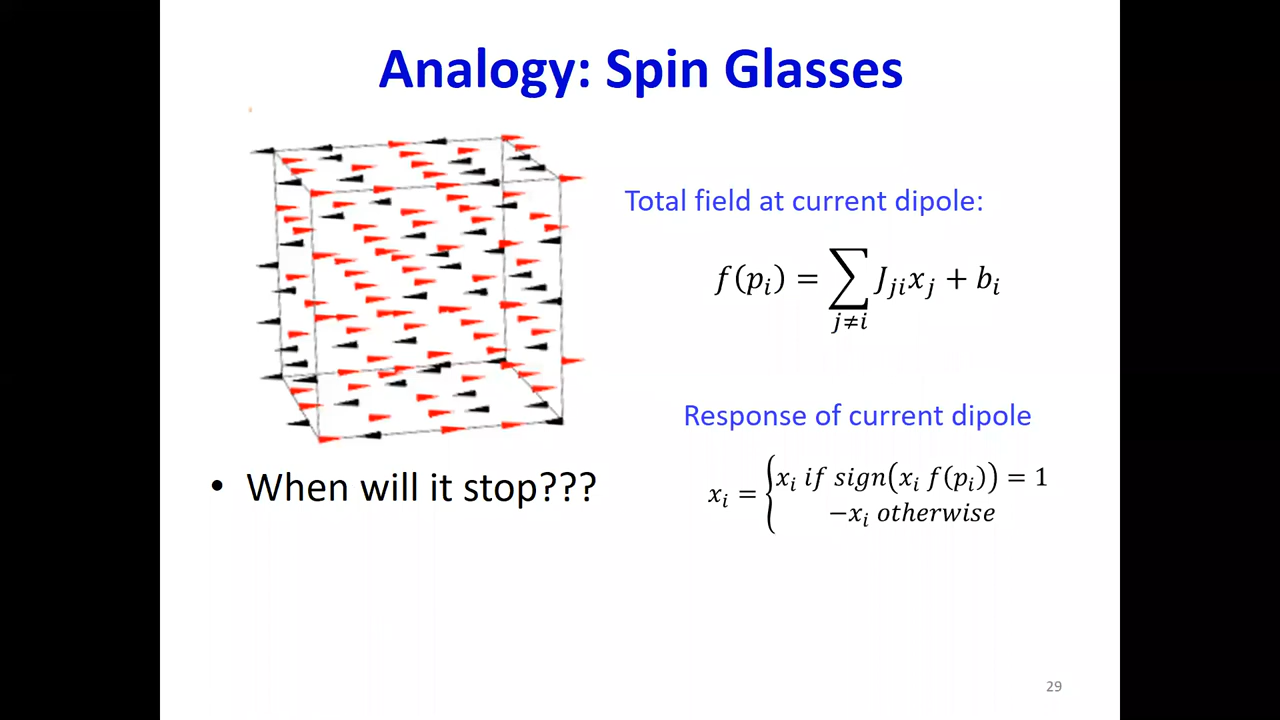 Analogy: Spin Glasses
Total field at current dipole:
f(p_i) = ∑_{j≠i} J_{ji}x_j + b_i
Response of current dipole
x_i = { x_i if sign(x_i f(p_i)) = 1
−x_i otherwise
• When will it stop???
29